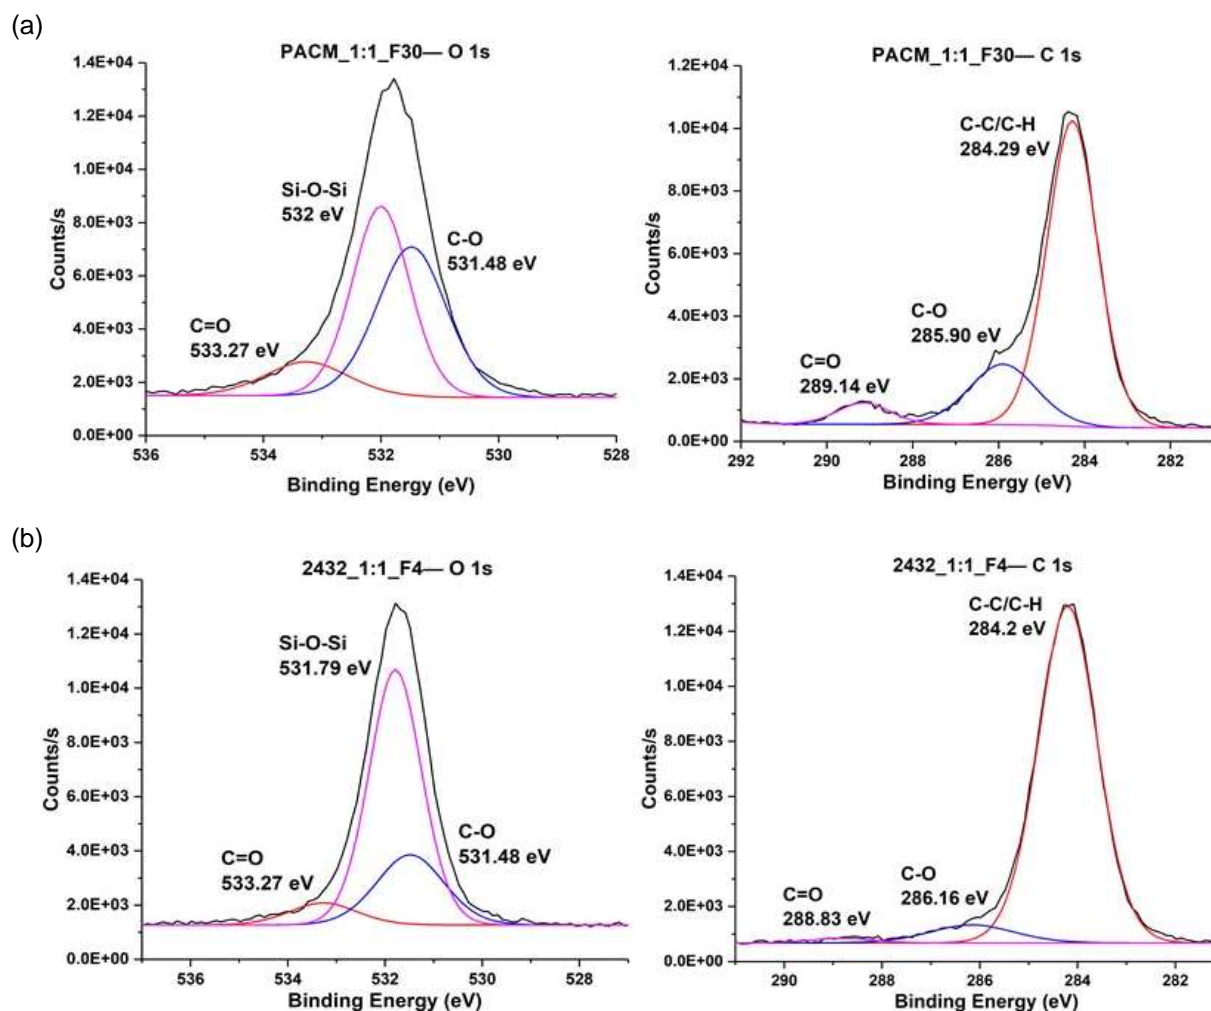 (a)
PACM_1:1_F30— O 1s
1.4E+04
1.2E+04
1.0E+04
8.0E+03
6.0E+03
4.0E+03
2.0E+03
0.0E+00
Counts/s
Si-O-Si
532 eV
C-O
531.48 eV
C=O
533.27 eV
536 534 532 530 528
Binding Energy (eV)
PACM_1:1_F30— C 1s
1.2E+04
1.0E+04
8.0E+03
6.0E+03
4.0E+03
2.0E+03
0.0E+00
Counts/s
C-C/C-H
284.29 eV
C-O
285.90 eV
C=O
289.14 eV
292 290 288 286 284 282
Binding Energy (eV)
(b)
2432_1:1_F4— O 1s
1.4E+04
1.2E+04
1.0E+04
8.0E+03
6.0E+03
4.0E+03
2.0E+03
0.0E+00
Counts/s
Si-O-Si
531.79 eV
C-O
531.48 eV
C=O
533.27 eV
536 534 532 530 528
Binding Energy (eV)
2432_1:1_F4— C 1s
1.4E+04
1.2E+04
1.0E+04
8.0E+03
6.0E+03
4.0E+03
2.0E+03
0.0E+00
Counts/s
C-C/C-H
284.2 eV
C-O
286.16 eV
C=O
288.83 eV
290 288 286 284 282
Binding Energy (eV)